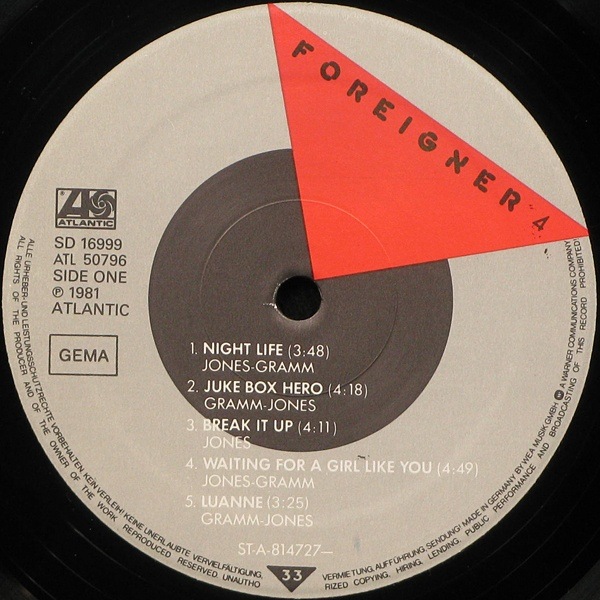 FOREIGNER 4
ATLANTIC
SD 16999
ATL 50796
SIDE ONE
℗ 1981
ATLANTIC
GEMA
1. NIGHT LIFE (3:48)
JONES-GRAMM
2. JUKE BOX HERO (4:18)
GRAMM-JONES
3. BREAK IT UP (4:11)
JONES
4. WAITING FOR A GIRL LIKE YOU (4:49)
JONES-GRAMM
5. LUANNE (3:25)
GRAMM-JONES
ST-A-814727—
33
ALLE URHEBER- UND LEISTUNGSSCHUTZRECHTE VORBEHALTEN. KEIN VERLEIH! KEINE UNERLAUBTE VERVIELFÄLTIGUNG, VERMIETUNG, AUFFÜHRUNG, SENDUNG! MADE IN GERMANY BY WEA MUSIK GMBH A WARNER COMMUNICATIONS COMPANY
ALL RIGHTS OF THE PRODUCER AND OF THE OWNER OF THE WORK REPRODUCED RESERVED. UNAUTHORIZED COPYING, HIRING, LENDING, PUBLIC PERFORMANCE AND BROADCASTING OF THIS RECORD PROHIBITED